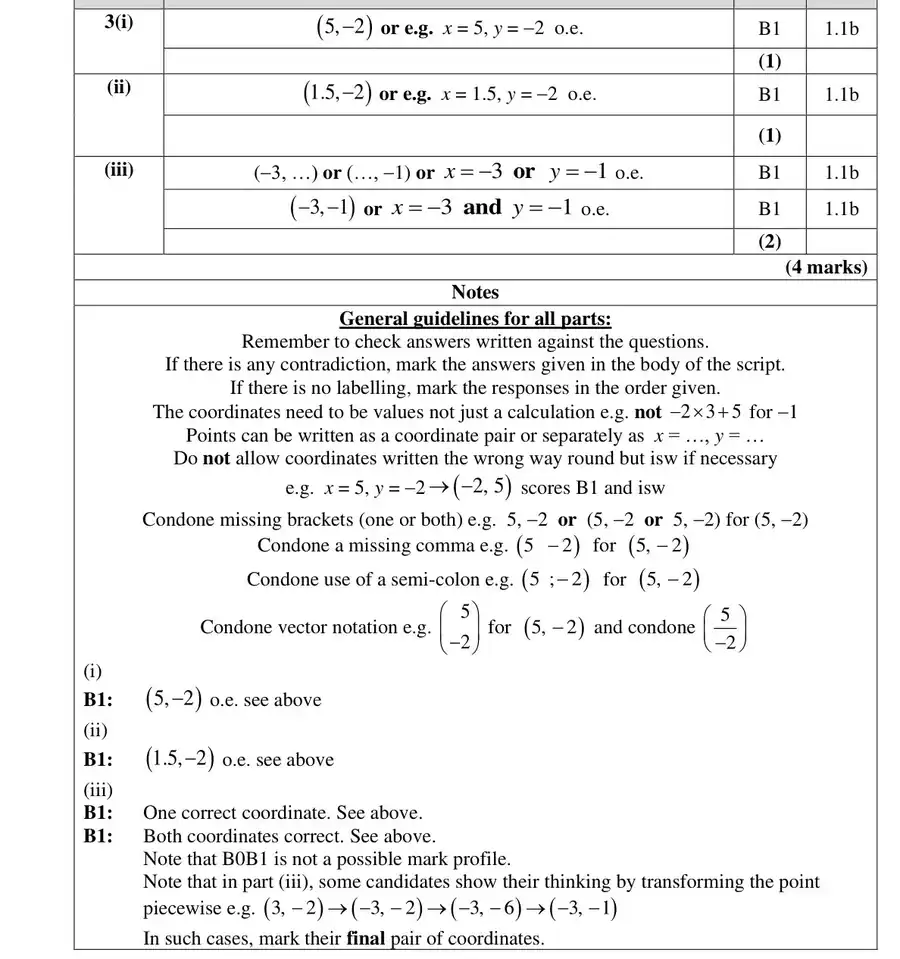 3(i) (5,−2) or e.g. x = 5, y = −2 o.e. B1 1.1b
(1)
(ii) (1.5,−2) or e.g. x = 1.5, y = −2 o.e. B1 1.1b
(1)
(iii) (−3, …) or (…, −1) or x = −3 or y = −1 o.e. B1 1.1b
(−3,−1) or x = −3 and y = −1 o.e. B1 1.1b
(2)
(4 marks)
Notes
General guidelines for all parts:
Remember to check answers written against the questions.
If there is any contradiction, mark the answers given in the body of the script.
If there is no labelling, mark the responses in the order given.
The coordinates need to be values not just a calculation e.g. not −2×3+5 for −1
Points can be written as a coordinate pair or separately as x = …, y = …
Do not allow coordinates written the wrong way round but isw if necessary
e.g. x = 5, y = −2 → (−2, 5) scores B1 and isw
Condone missing brackets (one or both) e.g. 5, −2 or (5, −2 or 5, −2) for (5, −2)
Condone a missing comma e.g. (5 −2) for (5, −2)
Condone use of a semi-colon e.g. (5 ;−2) for (5, −2)
Condone vector notation e.g. (5 / −2) for (5, −2) and condone (5 / −2)
(i)
B1: (5,−2) o.e. see above
(ii)
B1: (1.5,−2) o.e. see above
(iii)
B1: One correct coordinate. See above.
B1: Both coordinates correct. See above.
Note that B0B1 is not a possible mark profile.
Note that in part (iii), some candidates show their thinking by transforming the point
piecewise e.g. (3, −2) → (−3, −2) → (−3, −6) → (−3, −1)
In such cases, mark their final pair of coordinates.